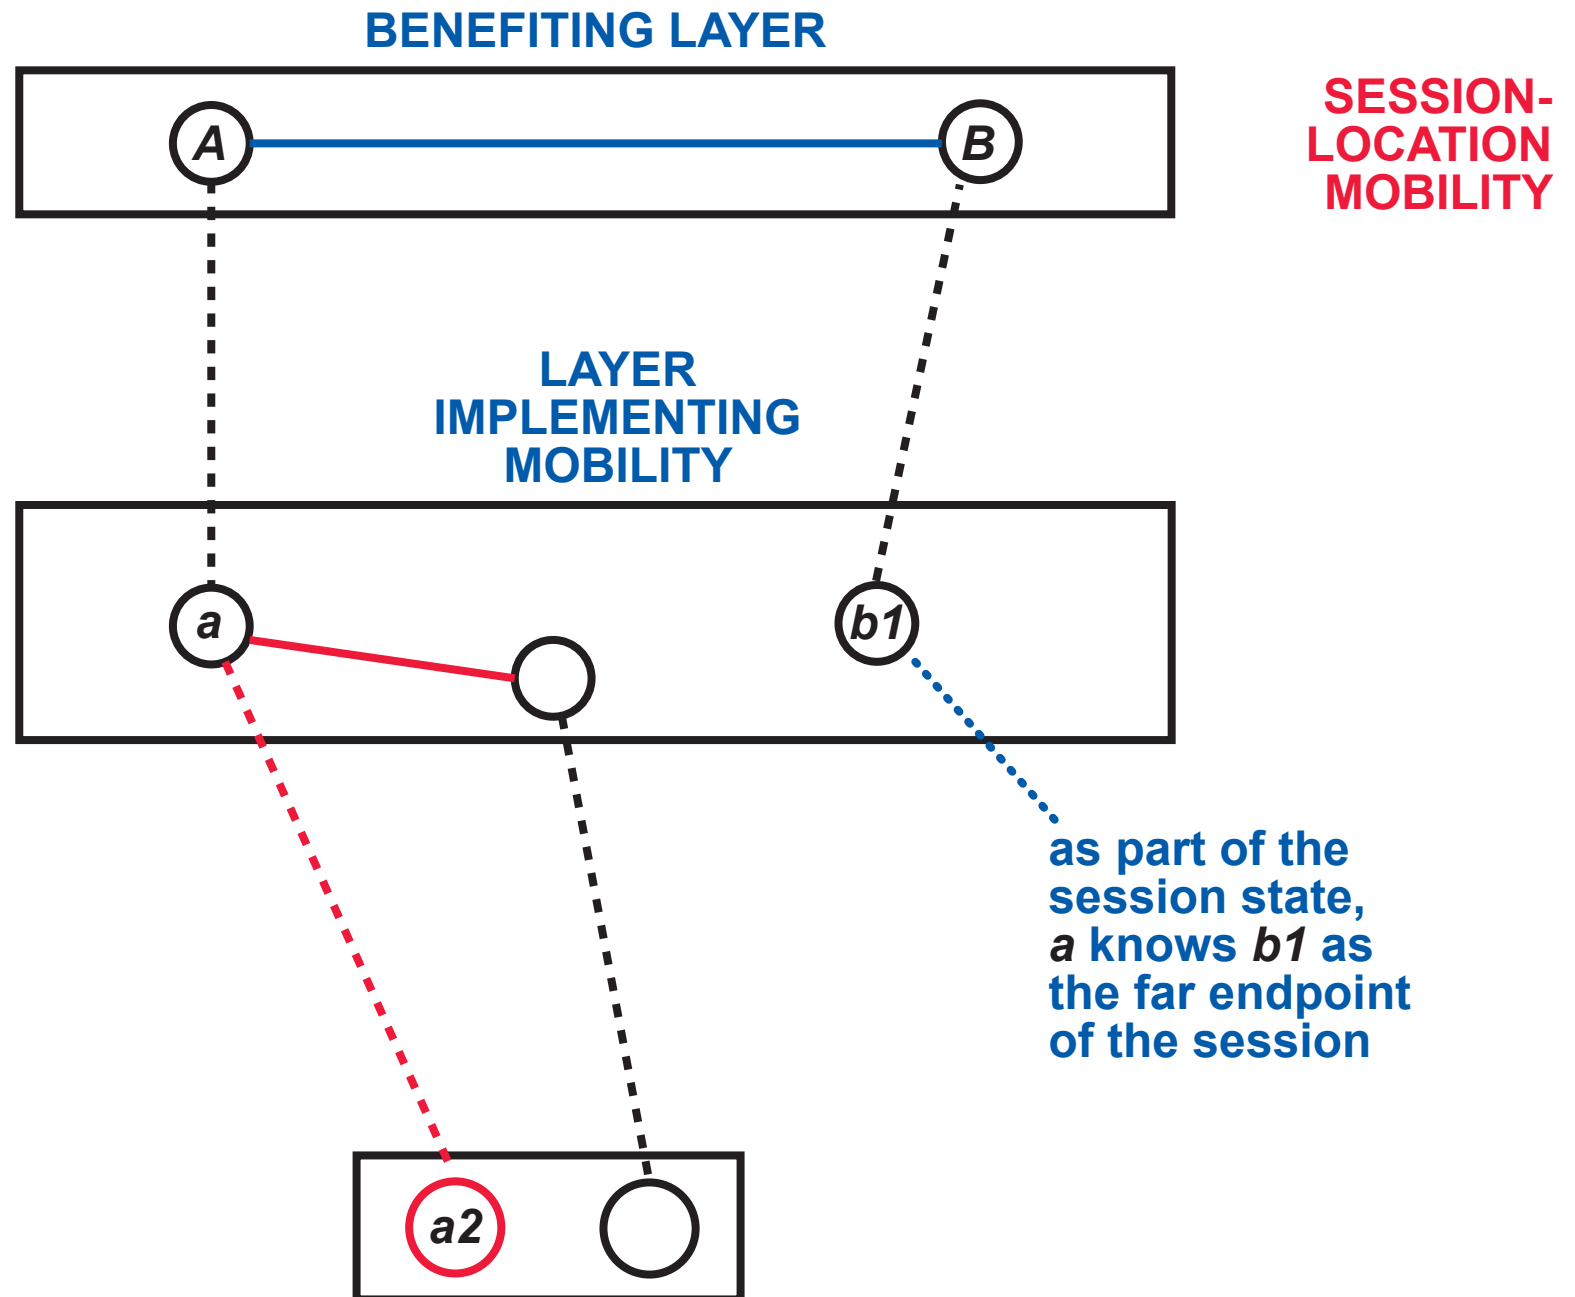 BENEFITING LAYER
SESSION-
LOCATION
MOBILITY
A
B
LAYER
IMPLEMENTING
MOBILITY
a
b1
as part of the
session state,
a knows b1 as
the far endpoint
of the session
a2